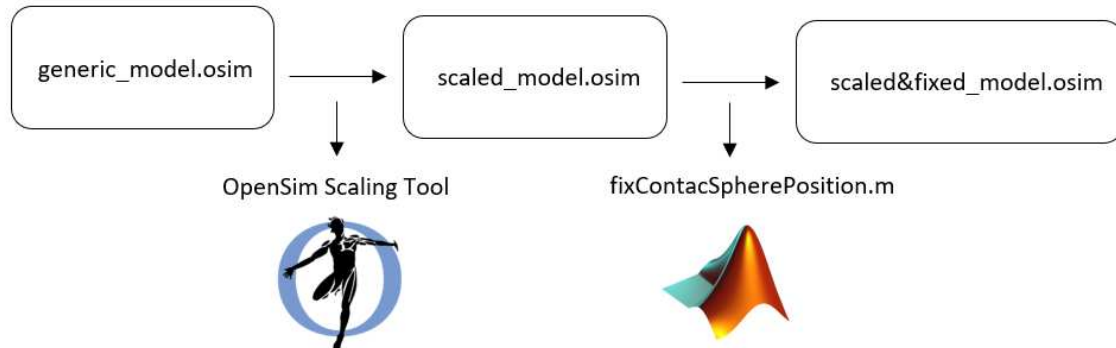 generic_model.osim
scaled_model.osim
scaled&fixed_model.osim
OpenSim Scaling Tool
fixContacSpherePosition.m